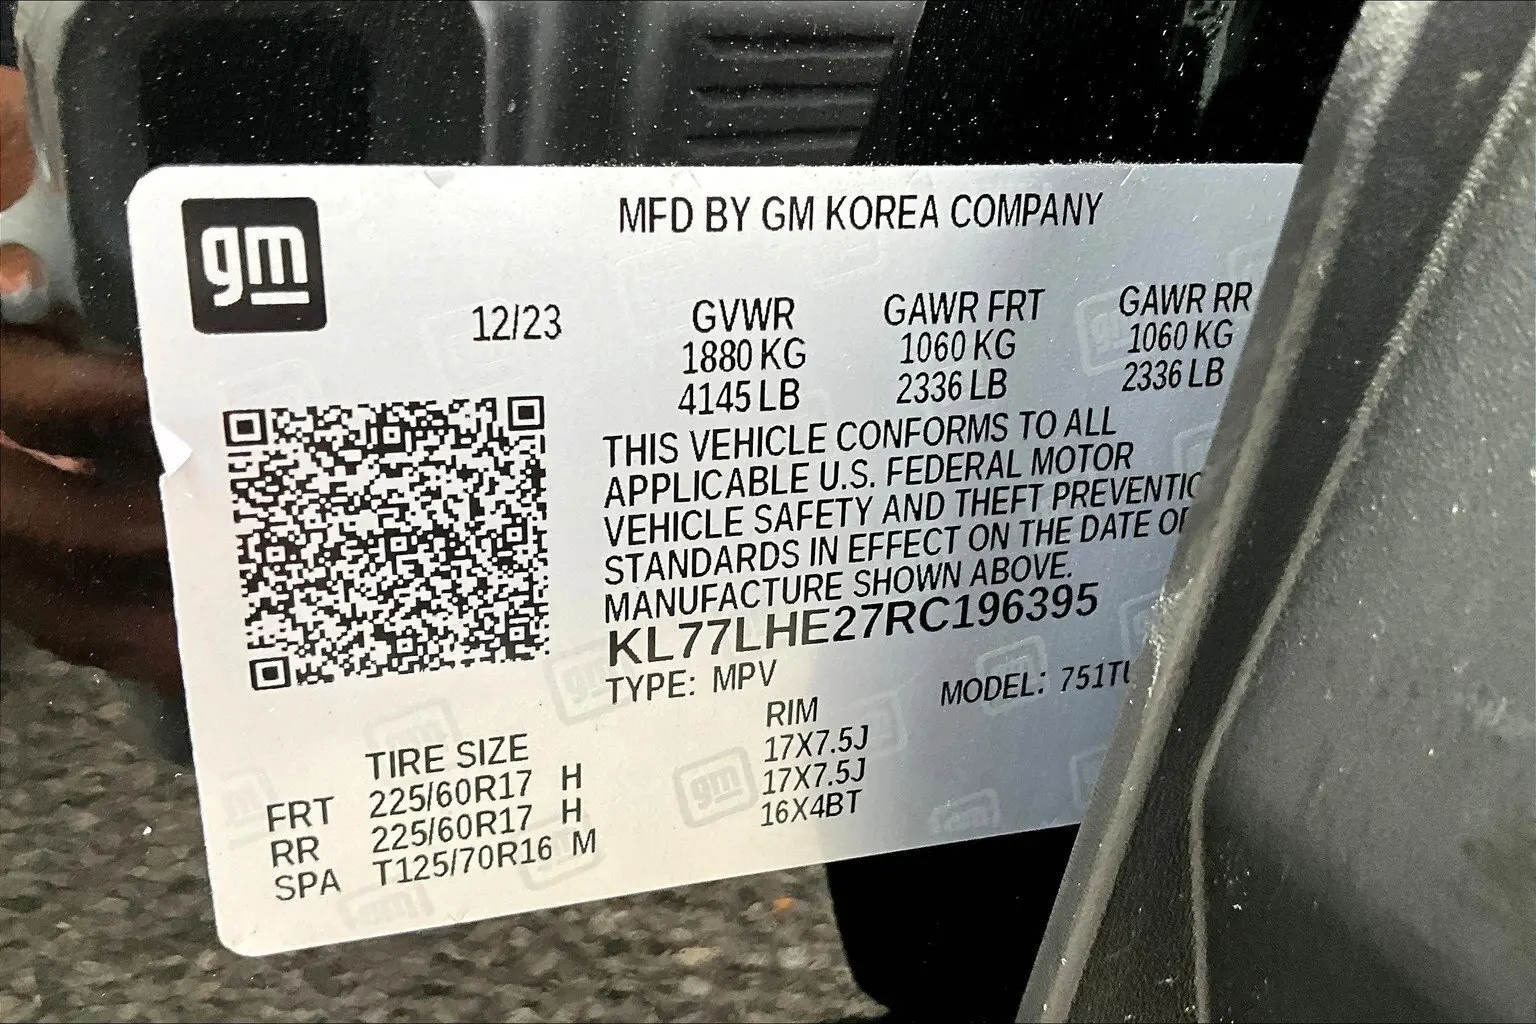 gm
MFD BY GM KOREA COMPANY
12/23
GVWR GAWR FRT GAWR RR
1880 KG 1060 KG 1060 KG
4145 LB 2336 LB 2336 LB
THIS VEHICLE CONFORMS TO ALL
APPLICABLE U.S. FEDERAL MOTOR
VEHICLE SAFETY AND THEFT PREVENTIO
STANDARDS IN EFFECT ON THE DATE OF
MANUFACTURE SHOWN ABOVE.
KL77LHE27RC196395
TYPE: MPV MODEL: 751TU
TIRE SIZE RIM
FRT 225/60R17 H 17X7.5J
RR 225/60R17 H 17X7.5J
SPA T125/70R16 M 16X4BT